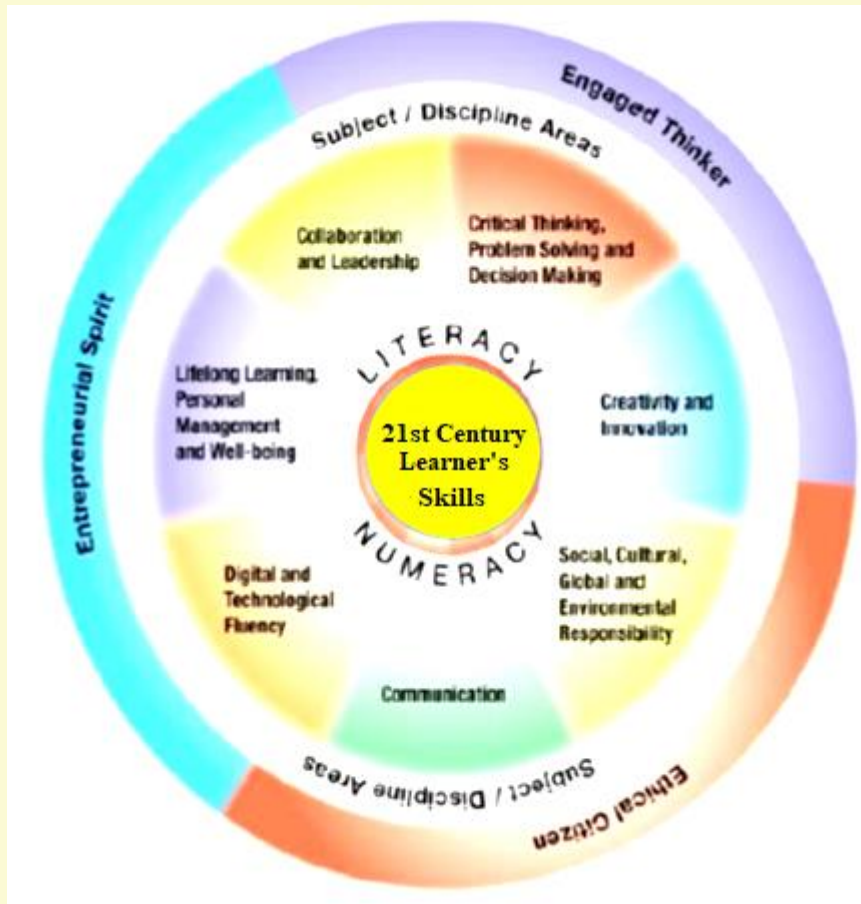 Engaged Thinker
Subject / Discipline Areas
Collaboration
and Leadership
Critical Thinking,
Problem Solving and
Decision Making
Entrepreneurial Spirit
Lifelong Learning,
Personal
Management
and Well-being
LITERACY
21st Century
Learner's
Skills
NUMERACY
Creativity and
Innovation
Digital and
Technological
Fluency
Social, Cultural,
Global and
Environmental
Responsibility
Communication
Subject / Discipline Areas
Ethical Citizen